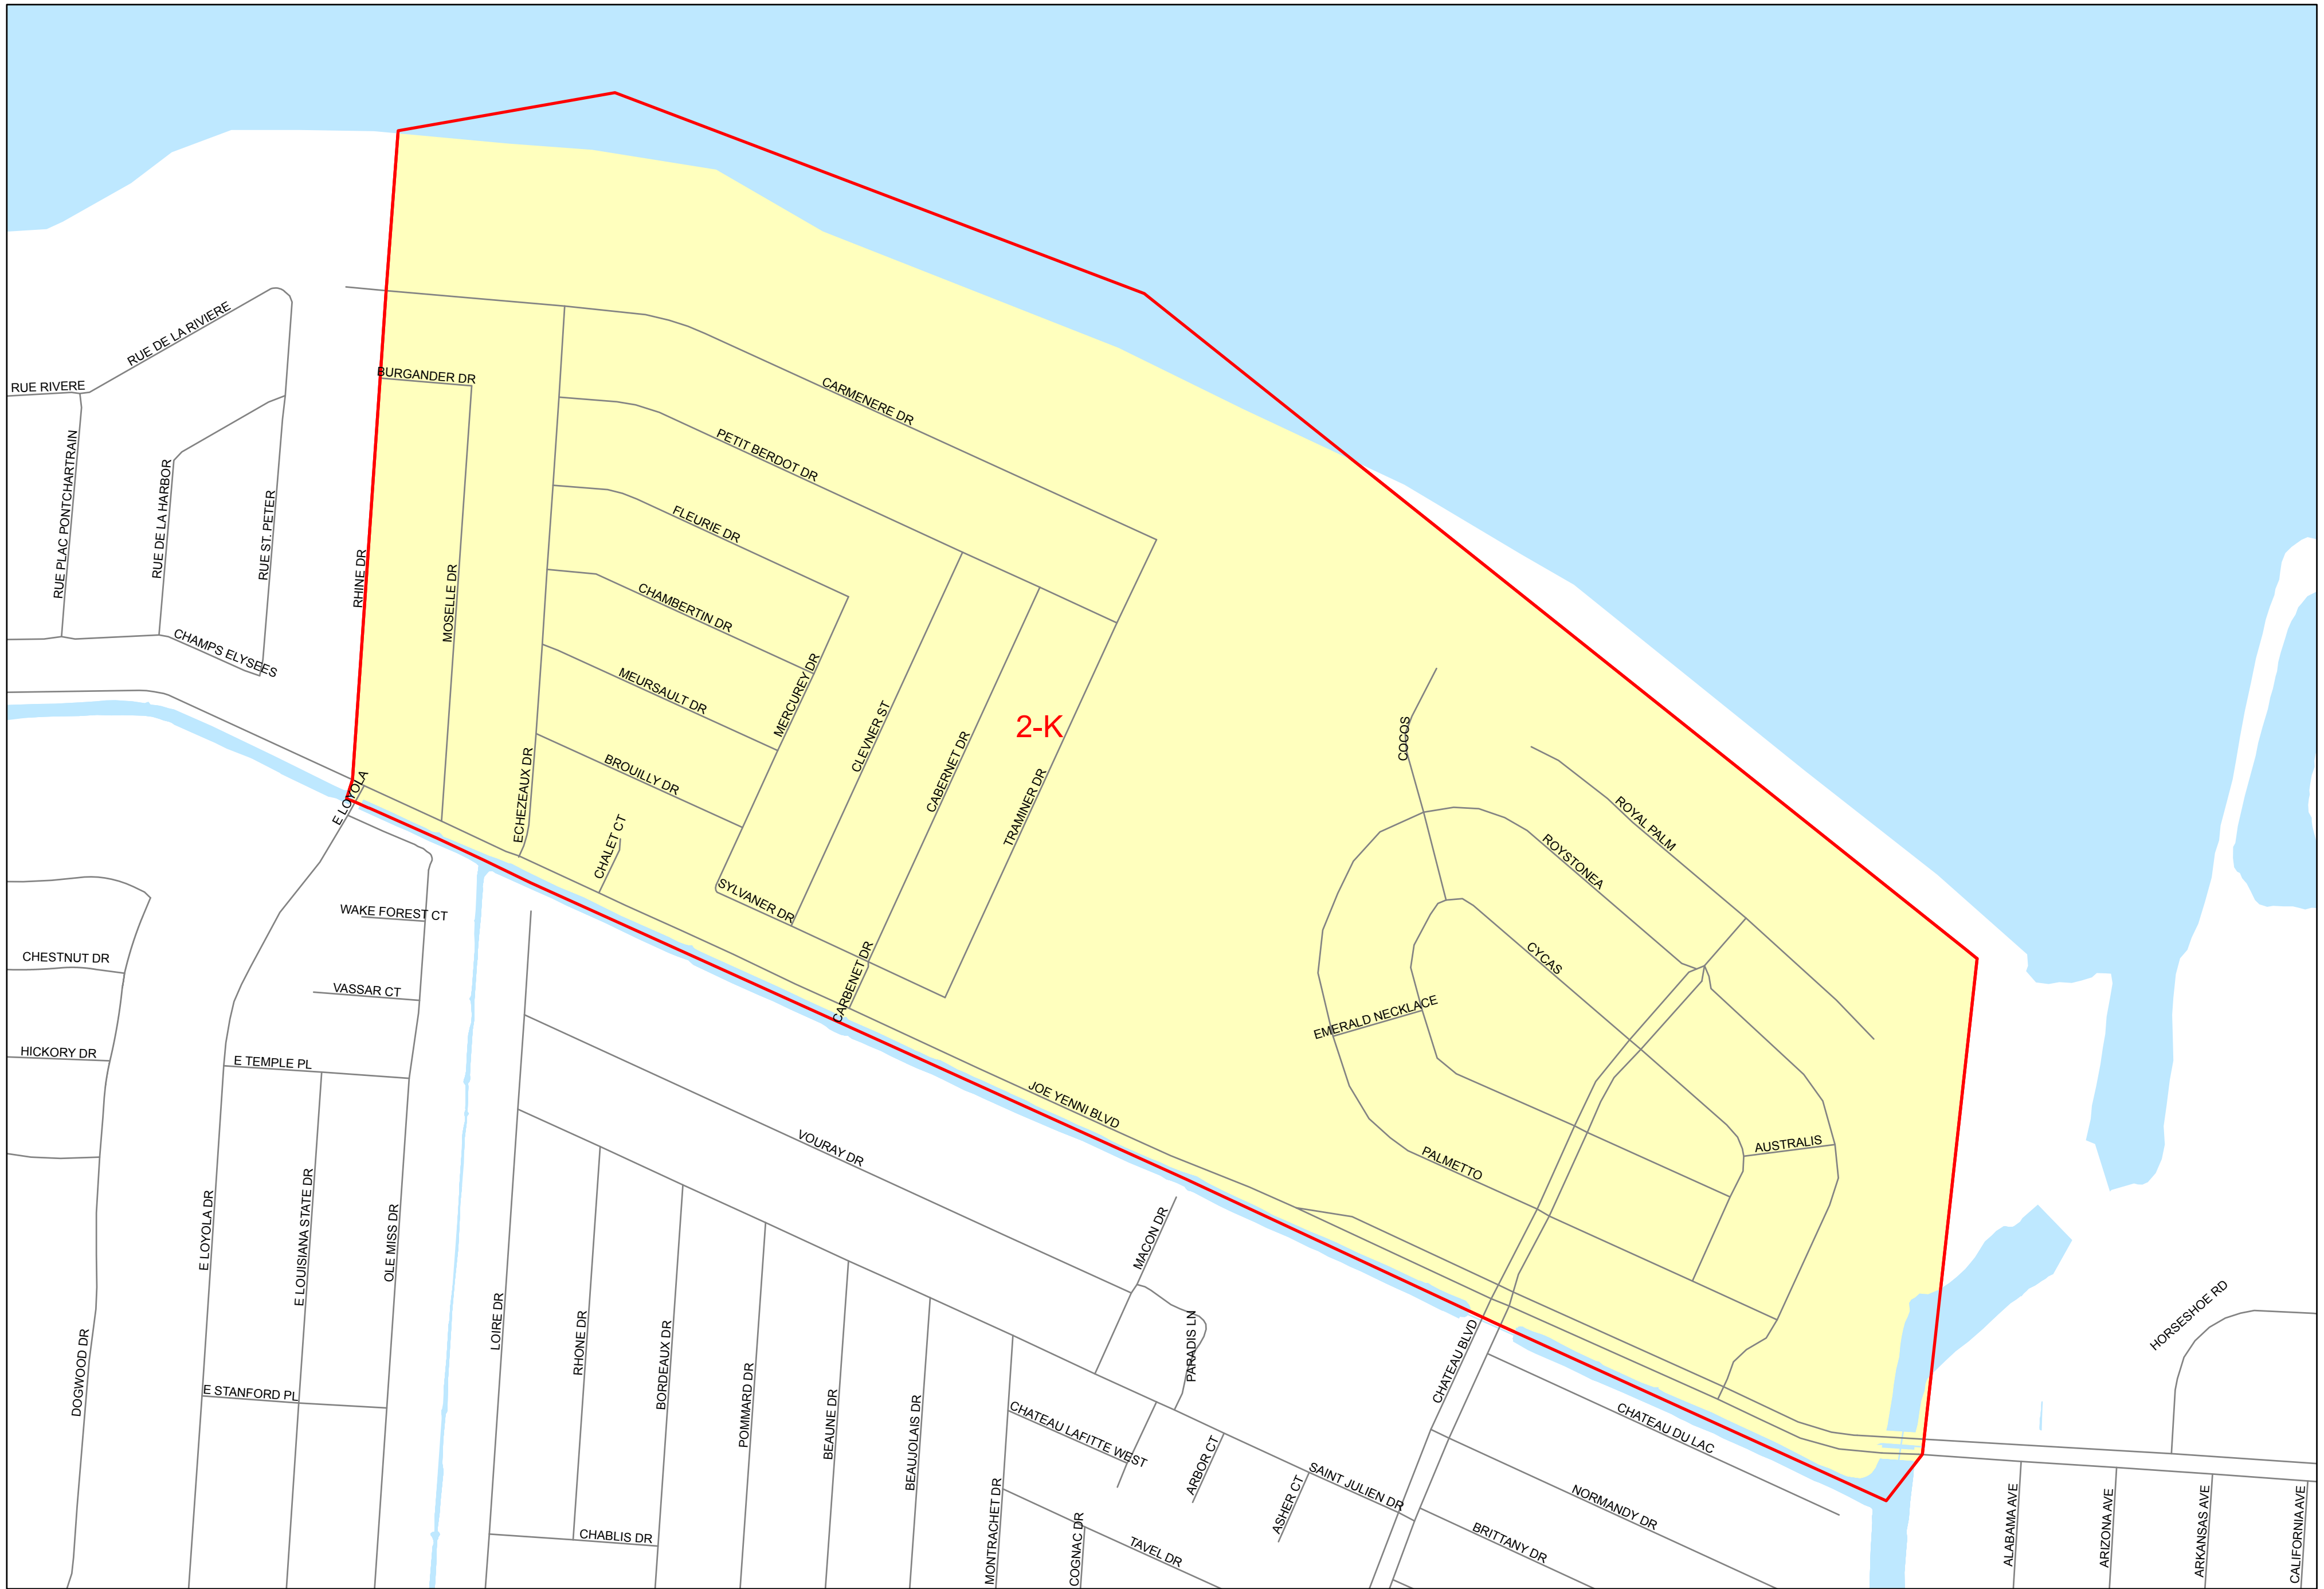 RUE DE LA RIVIERE
RUE RIVERE
BURGANDER DR
CARMENERE DR
PETIT BERDOT DR
RUE PLAC PONTCHARTRAIN
RUE DE LA HARBOR
RUE ST. PETER
FLEURIE DR
RHINE DR
MOSELLE DR
CHAMBERTIN DR
CHAMPS ELYSEES
MEURSAULT DR
MERCUREY DR
CLEVNER ST
2-K
COCOS
BROUILLY DR
CABERNET DR
TRAMINER DR
ROYAL PALM
E LOYOLA
ECHEZEAUX DR
CHALET CT
ROYSTONEA
SYLVANER DR
WAKE FOREST CT
CHESTNUT DR
CYCAS
CARBENET DR
VASSAR CT
EMERALD NECKLACE
HICKORY DR
E TEMPLE PL
JOE YENNI BLVD
VOURAY DR
AUSTRALIS
PALMETTO
E LOYOLA DR
E LOUISIANA STATE DR
OLE MISS DR
MACON DR
LOIRE DR
RHONE DR
BORDEAUX DR
PARADIS LN
HORSESHOE RD
DOGWOOD DR
POMMARD DR
BEAUNE DR
BEAUJOLAIS DR
CHATEAU BLVD
E STANFORD PL
CHATEAU LAFITTE WEST
CHATEAU DU LAC
ARBOR CT
SAINT JULIEN DR
ASHER CT
NORMANDY DR
MONTRACHET DR
CHABLIS DR
COGNAC DR
TAVEL DR
BRITTANY DR
ALABAMA AVE
ARIZONA AVE
ARKANSAS AVE
CALIFORNIA AVE